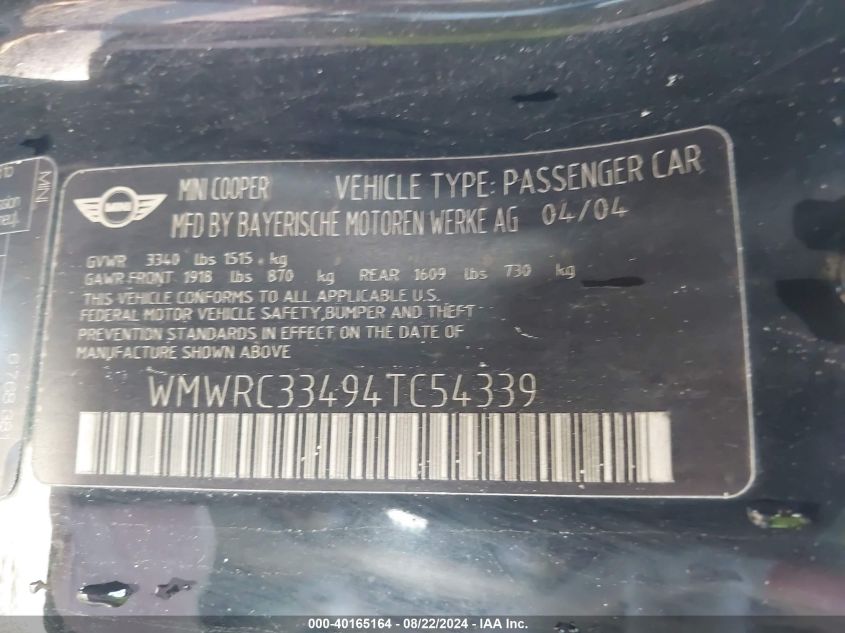 MINI COOPER VEHICLE TYPE: PASSENGER CAR
MFD BY BAYERISCHE MOTOREN WERKE AG 04/04
GVWR 3340 lbs 1515 kg
GAWR FRONT 1918 lbs 870 kg REAR 1609 lbs 730 kg
THIS VEHICLE CONFORMS TO ALL APPLICABLE U.S.
FEDERAL MOTOR VEHICLE SAFETY,BUMPER AND THEFT
PREVENTION STANDARDS IN EFFECT ON THE DATE OF
MANUFACTURE SHOWN ABOVE
WMWRC33494TC54339
MINI
000-40165164 - 08/22/2024 - IAA Inc.